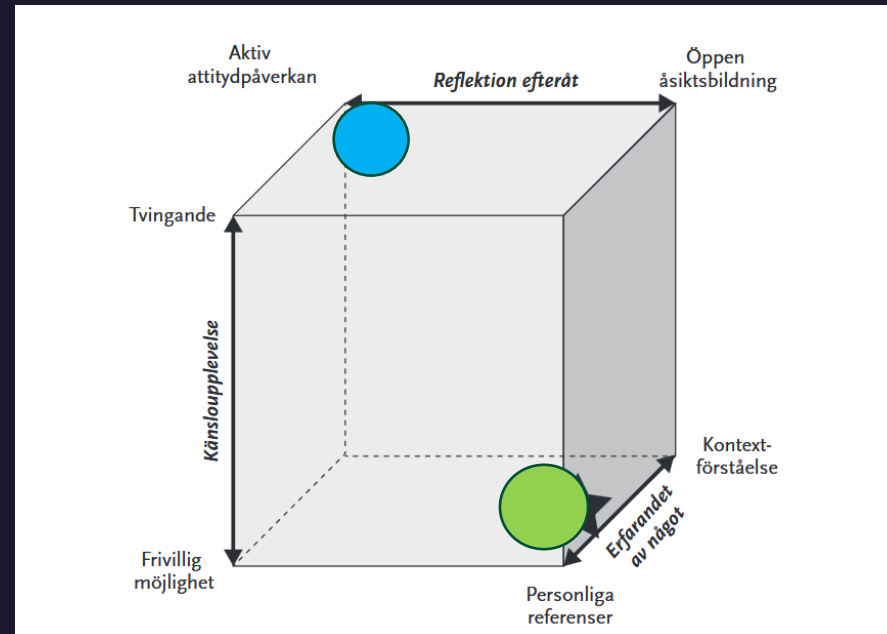 Aktiv
attitydpåverkan
Reflektion efteråt
Öppen
åsiktsbildning
Tvingande
Känsloupplevelse
Kontext-
förståelse
Erfarandet
av något
Frivillig
möjlighet
Personliga
referenser